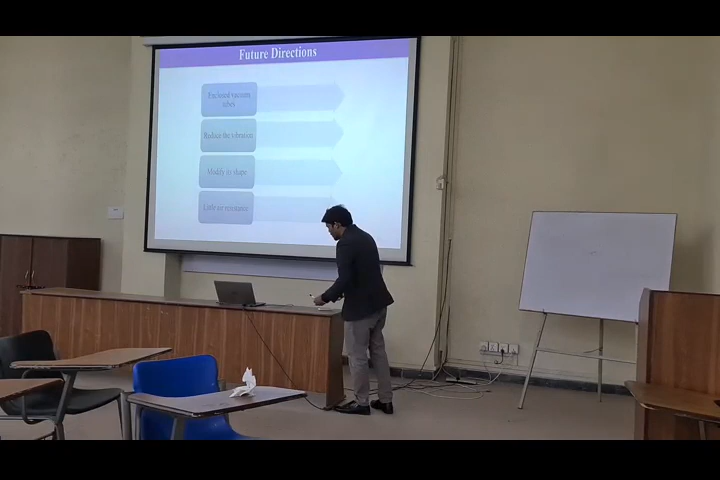 Future Directions
Enclosed vacuum
tubes
Reduce the vibration
Modify its shape
Little air resistance